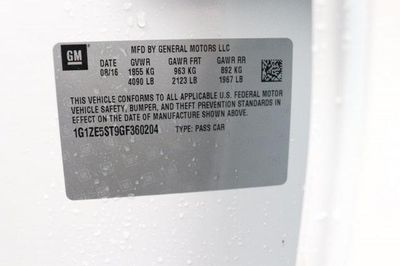 GM
MFD BY GENERAL MOTORS LLC
DATE GVWR GAWR FRT GAWR RR
08/16 1855 KG 963 KG 892 KG
4090 LB 2123 LB 1967 LB
THIS VEHICLE CONFORMS TO ALL APPLICABLE U.S. FEDERAL MOTOR
VEHICLE SAFETY, BUMPER, AND THEFT PREVENTION STANDARDS IN
EFFECT ON THE DATE OF MANUFACTURE SHOWN ABOVE.
1G1ZE5ST9GF360204 TYPE: PASS CAR